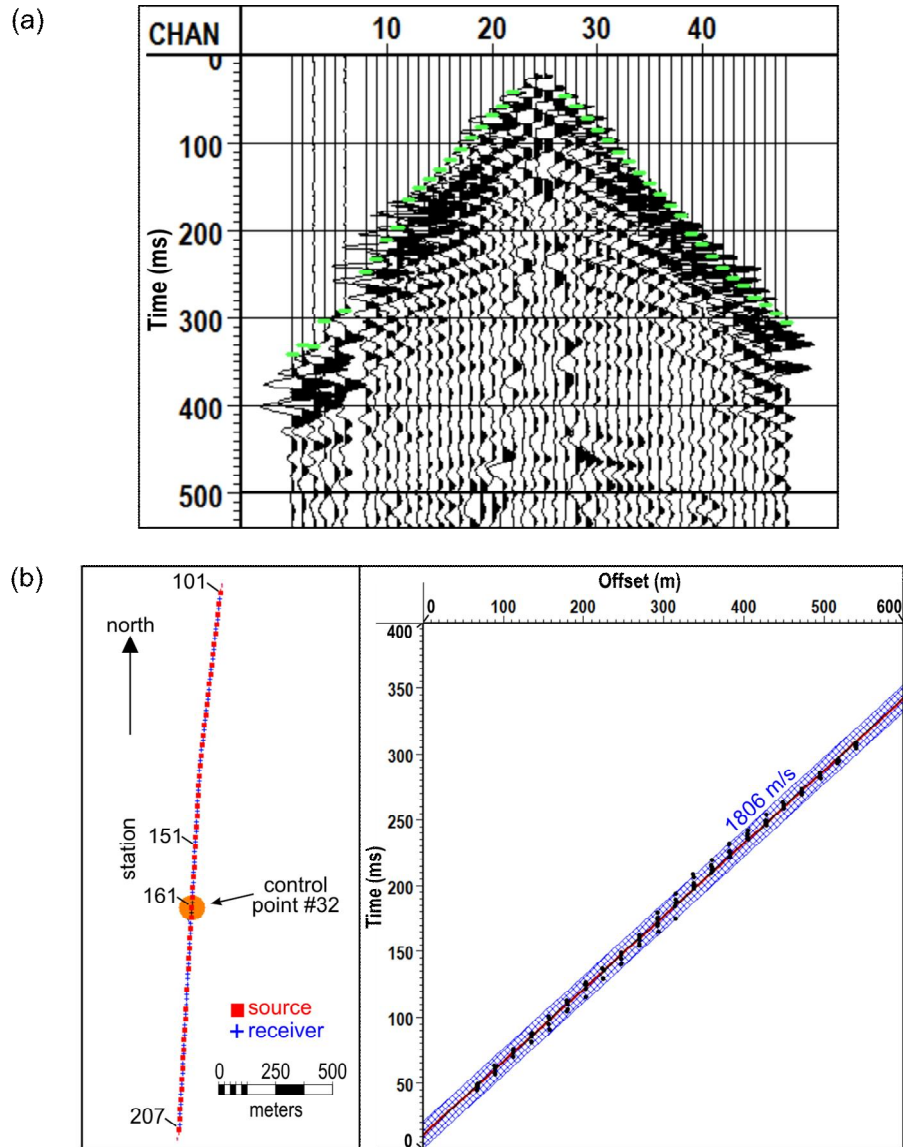 (a)
CHAN 10 20 30 40
0
100
200
300
400
500
Time (ms)
(b)
north
station
101
151
161
207
control
point #32
source
receiver
0 250 500
meters
Offset (m)
0 100 200 300 400 500 600
400
350
300
250
200
150
100
50
0
Time (ms)
1806 m/s